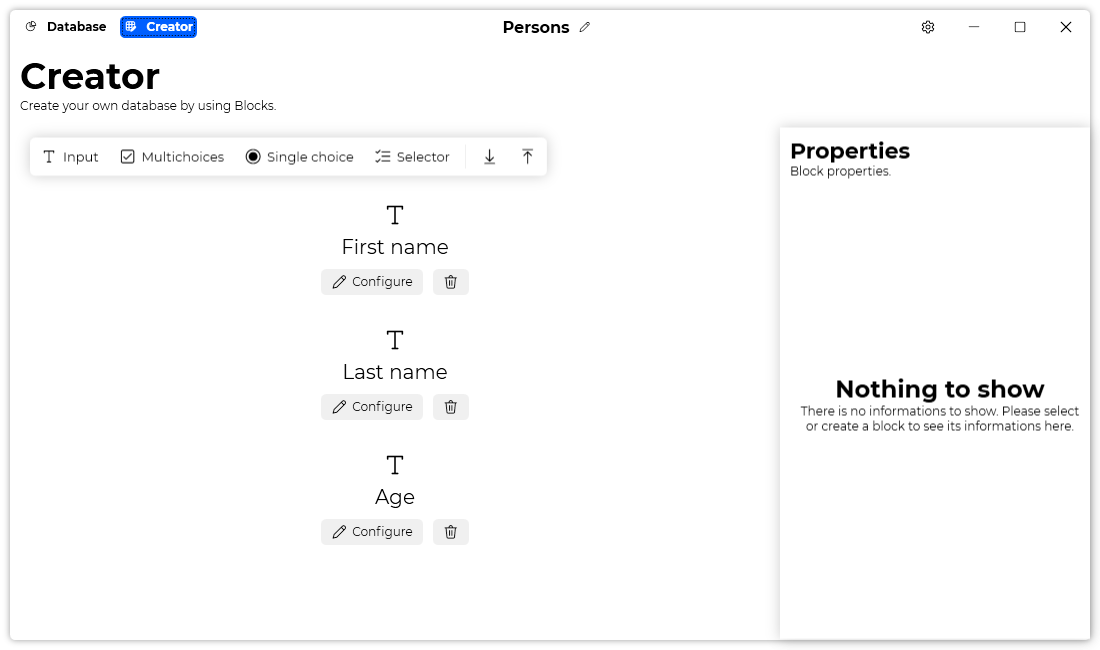 Database Creator Persons
Creator
Create your own database by using Blocks.
Input Multichoices Single choice Selector
First name
Configure
Last name
Configure
Age
Configure
Properties
Block properties.
Nothing to show
There is no informations to show. Please select
or create a block to see its informations here.